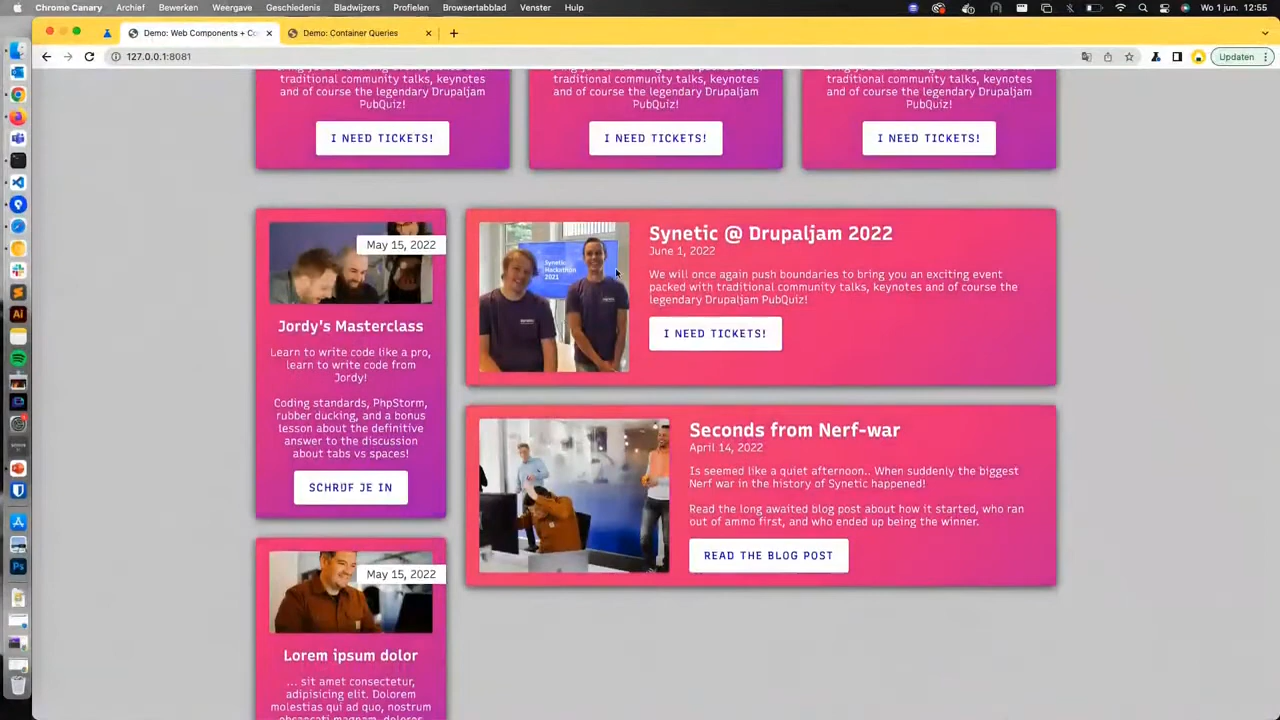 Chrome Canary Archief Bewerken Weergave Geschiedenis Bladwijzers Profielen Browsertabblad Venster Help Wo 1 jun. 12:55
Demo: Web Components + Co Demo: Container Queries
127.0.0.1:8081 Updaten
traditional community talks, keynotes
and of course the legendary Drupaljam
PubQuiz!
I NEED TICKETS!
traditional community talks, keynotes
and of course the legendary Drupaljam
PubQuiz!
I NEED TICKETS!
traditional community talks, keynotes
and of course the legendary Drupaljam
PubQuiz!
I NEED TICKETS!
May 15, 2022
Jordy's Masterclass
Learn to write code like a pro,
learn to write code from
Jordy!
Coding standards, PhpStorm,
rubber ducking, and a bonus
lesson about the definitive
answer to the discussion
about tabs vs spaces!
SCHRIJF JE IN
Synetic:
Hackathon
2021
Synetic @ Drupaljam 2022
June 1, 2022
We will once again push boundaries to bring you an exciting event
packed with traditional community talks, keynotes and of course the
legendary Drupaljam PubQuiz!
I NEED TICKETS!
Seconds from Nerf-war
April 14, 2022
Is seemed like a quiet afternoon.. When suddenly the biggest
Nerf war in the history of Synetic happened!
Read the long awaited blog post about how it started, who ran
out of ammo first, and who ended up being the winner.
READ THE BLOG POST
May 15, 2022
Lorem ipsum dolor
... sit amet consectetur,
adipisicing elit. Dolorem
molestias qui ad quo, nostrum